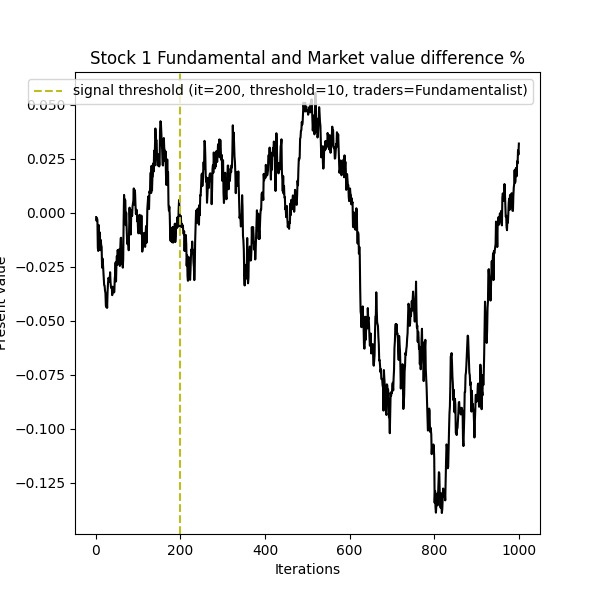 Stock 1 Fundamental and Market value difference %
signal threshold (it=200, threshold=10, traders=Fundamentalist)
0.050
0.025
0.000
−0.025
−0.050
−0.075
−0.100
−0.125
Present value
0 200 400 600 800 1000
Iterations